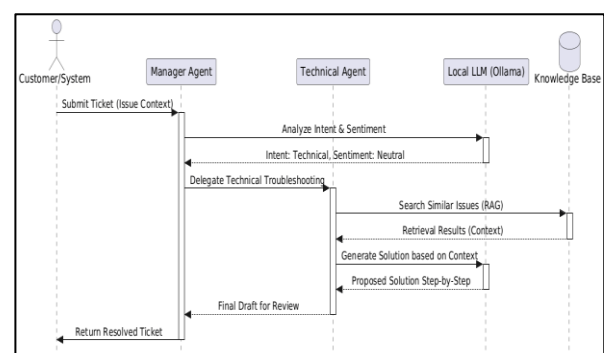 Customer/System
Manager Agent
Technical Agent
Local LLM (Ollama)
Knowledge Base
Submit Ticket (Issue Context)
Analyze Intent & Sentiment
Intent: Technical, Sentiment: Neutral
Delegate Technical Troubleshooting
Search Similar Issues (RAG)
Retrieval Results (Context)
Generate Solution based on Context
Proposed Solution Step-by-Step
Final Draft for Review
Return Resolved Ticket